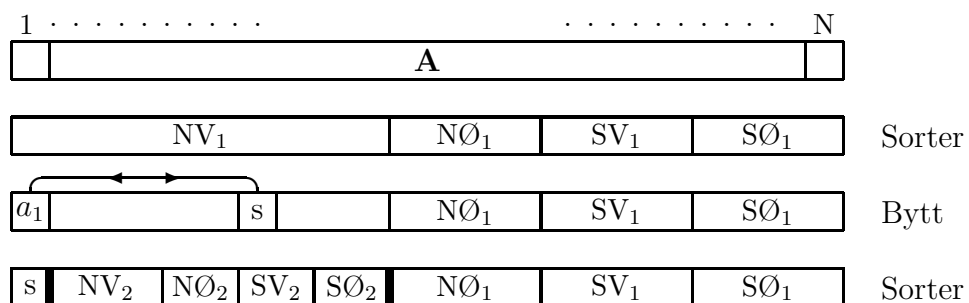 1 · · · · · · · · · · · · · · · · · · · · N
A
NV₁ NØ₁ SV₁ SØ₁ Sorter
a₁ s NØ₁ SV₁ SØ₁ Bytt
s NV₂ NØ₂ SV₂ SØ₂ NØ₁ SV₁ SØ₁ Sorter